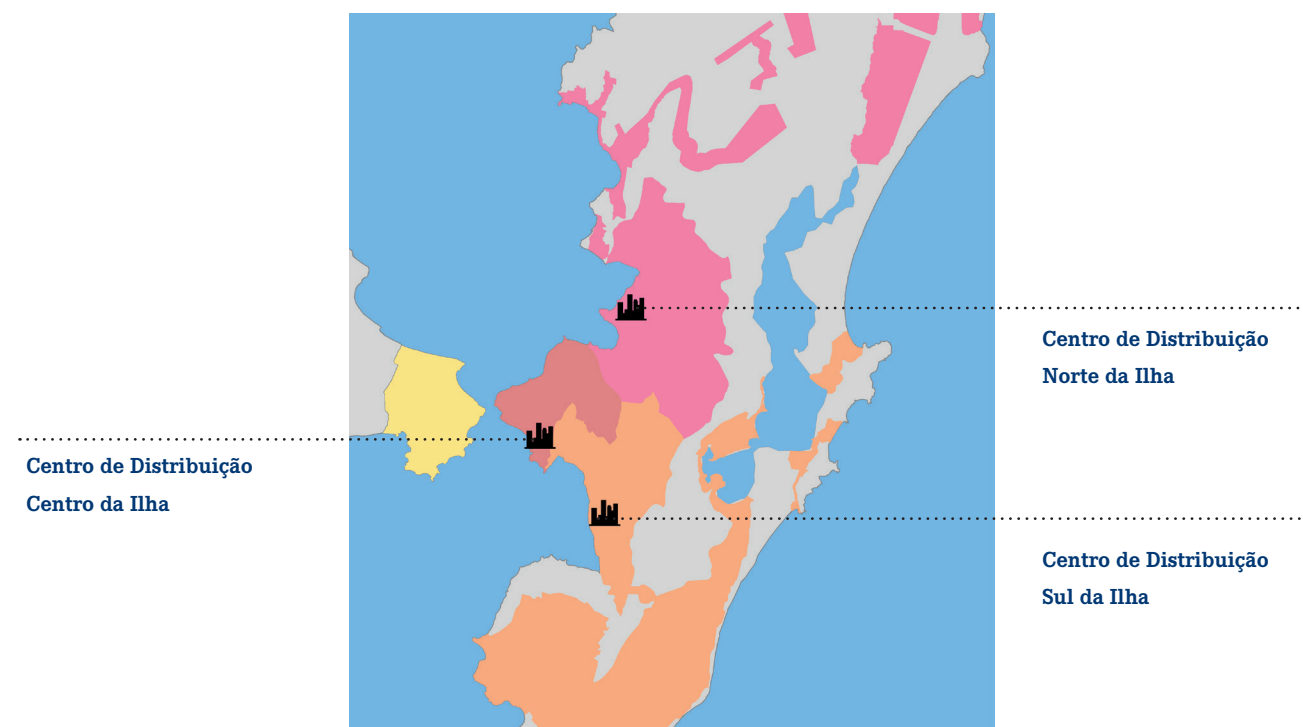 Centro de Distribuição
Norte da Ilha
Centro de Distribuição
Centro da Ilha
Centro de Distribuição
Sul da Ilha